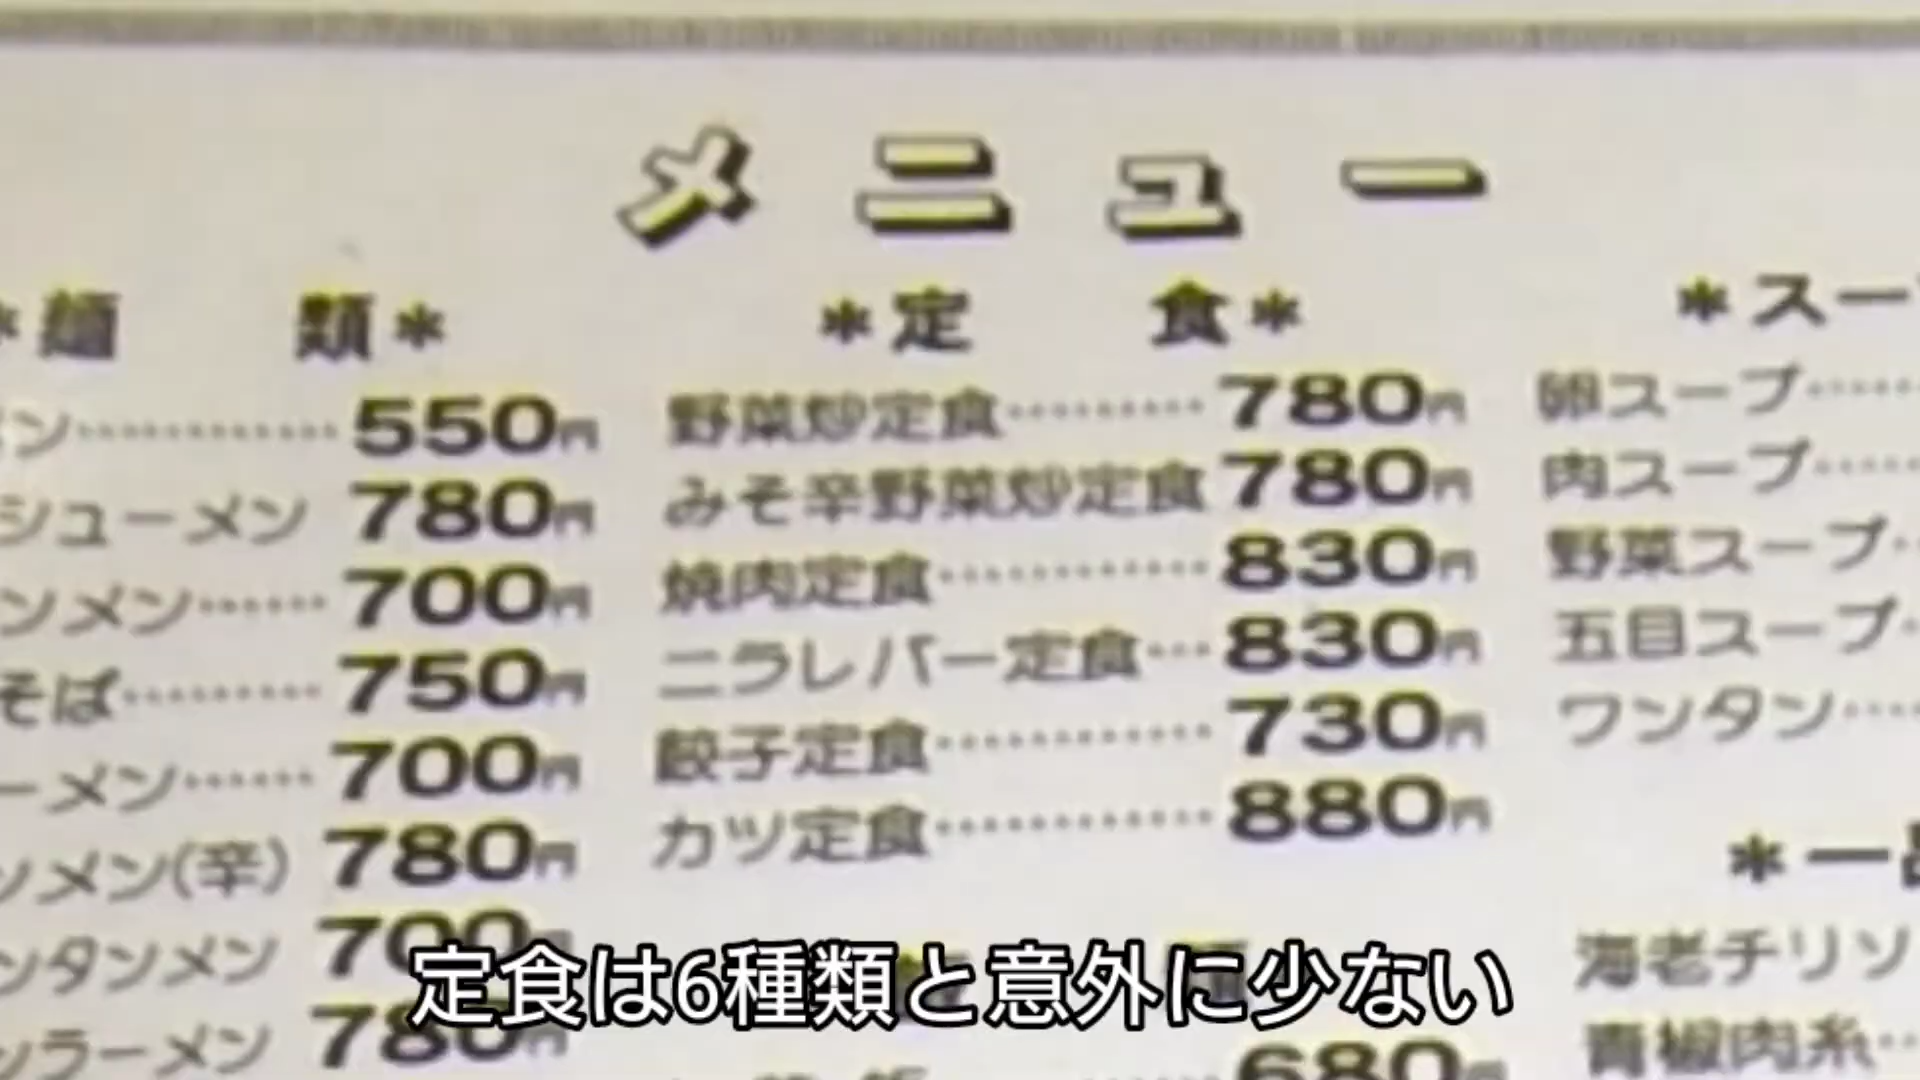 メニュー
*麺 類*
ン 550円
シューメン 780円
ンメン 700円
そば 750円
ーメン 700円
メン(辛) 780円
ンタンメン 700円
ラーメン 780円
*定 食*
野菜炒定食 780円
みそ辛野菜炒定食 780円
焼肉定食 830円
ニラレバー定食 830円
餃子定食 730円
カツ定食 880円
680円
*スー
卵スープ
肉スープ
野菜スープ
五目スープ
ワンタン
*一品
海老チリソ
青椒肉糸
定食は6種類と意外に少ない